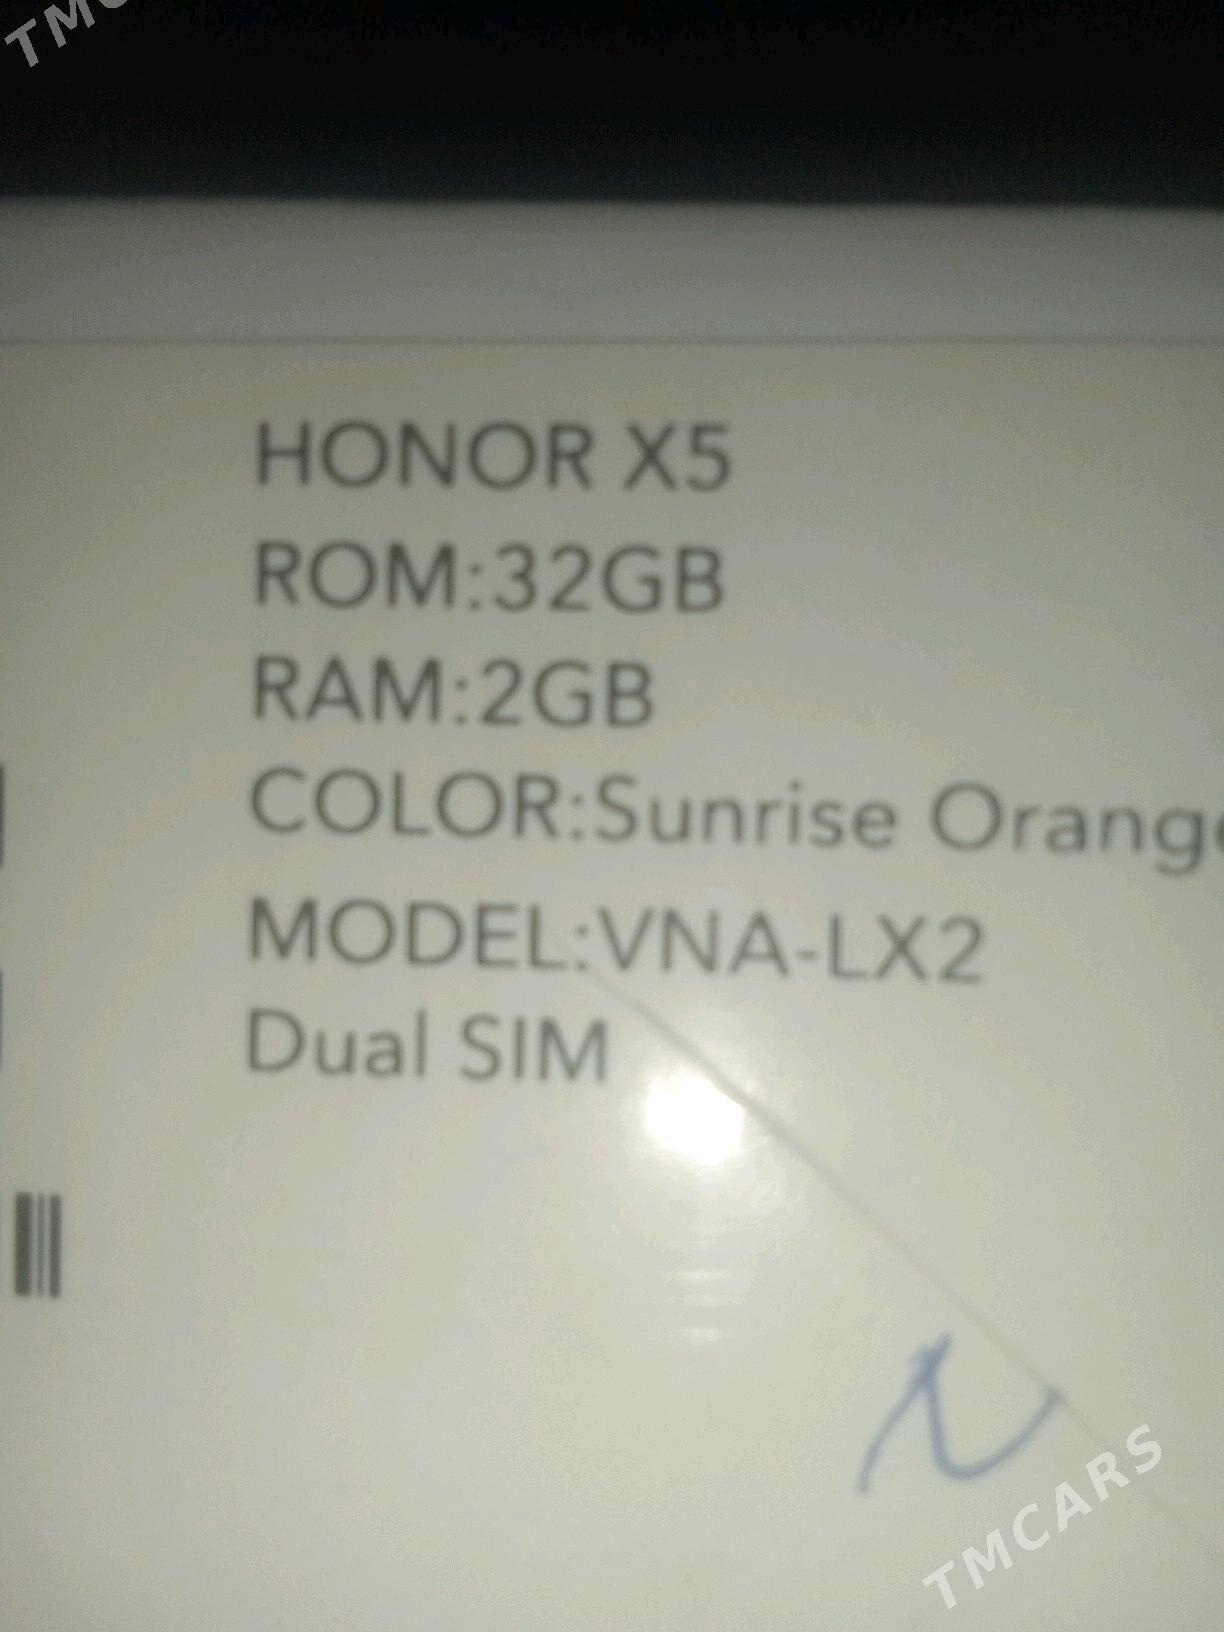 HONOR X5
ROM:32GB
RAM:2GB
COLOR:Sunrise Orange
MODEL:VNA-LX2
Dual SIM
TMCARS